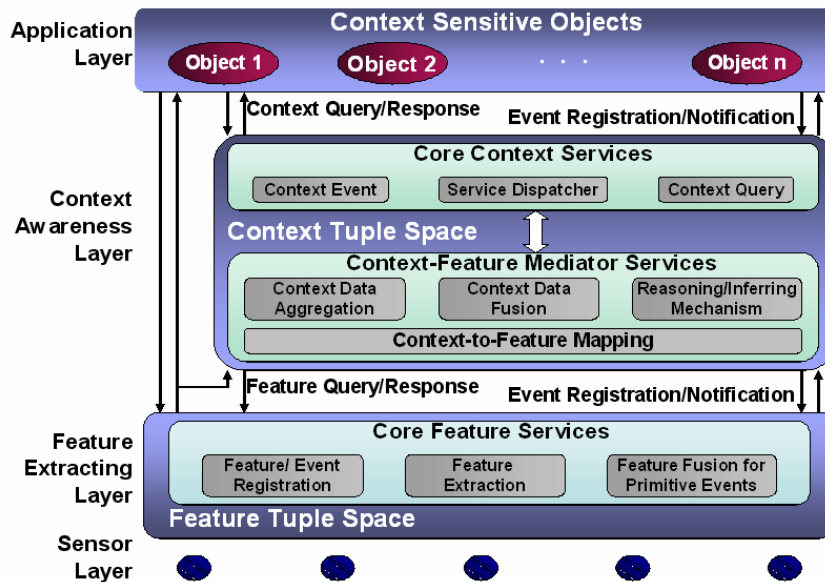 Application
Layer
Context Sensitive Objects
Object 1
Object 2
. . .
Object n
Context Query/Response
Event Registration/Notification
Context
Awareness
Layer
Core Context Services
Context Event
Service Dispatcher
Context Query
Context Tuple Space
Context-Feature Mediator Services
Context Data
Aggregation
Context Data
Fusion
Reasoning/Inferring
Mechanism
Context-to-Feature Mapping
Feature Query/Response
Event Registration/Notification
Feature
Extracting
Layer
Core Feature Services
Feature/ Event
Registration
Feature
Extraction
Feature Fusion for
Primitive Events
Feature Tuple Space
Sensor
Layer